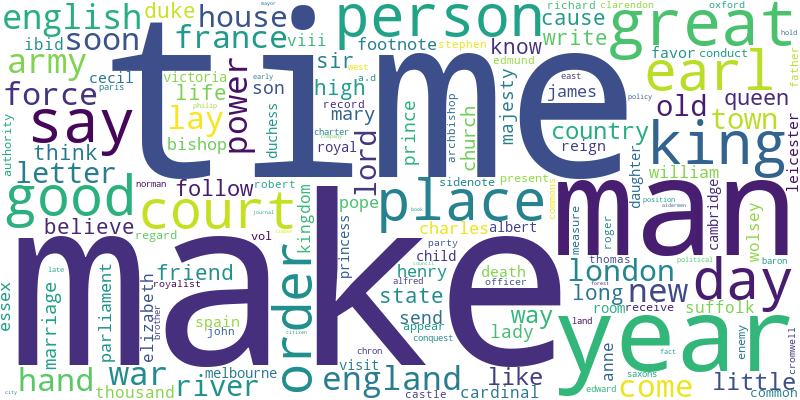 mayor
richard clarendon oxford
english duke house person great
soon france cause hold
ibid viii footnote know write stephen favor conduct
army cecil sir edmund west father
victoria early a.d earl
force paris life son high time east
philip mary james policy
say power record majesty old queen
lay duchess charter prince archbishop church country town
authority think bishop royal company reign king
letter lord william leicester
norman robert sidenote present daughter
good follow pope place commons man
believe court kingdom charles albert measure roger cambridge wolsey
regard vol journal princess party book position aldermen
late royalist simon child council thomas political baron
friend henry death london day
essex marriage parliament elizabeth brother order state alfred officer long new suffolk
spain send appear lady way room receive
john visit conquest forest land
make anne year enemy
war citizen chron saxons fact cromwell
hand river melbourne england like edward come little
city thousand castle cardinal common